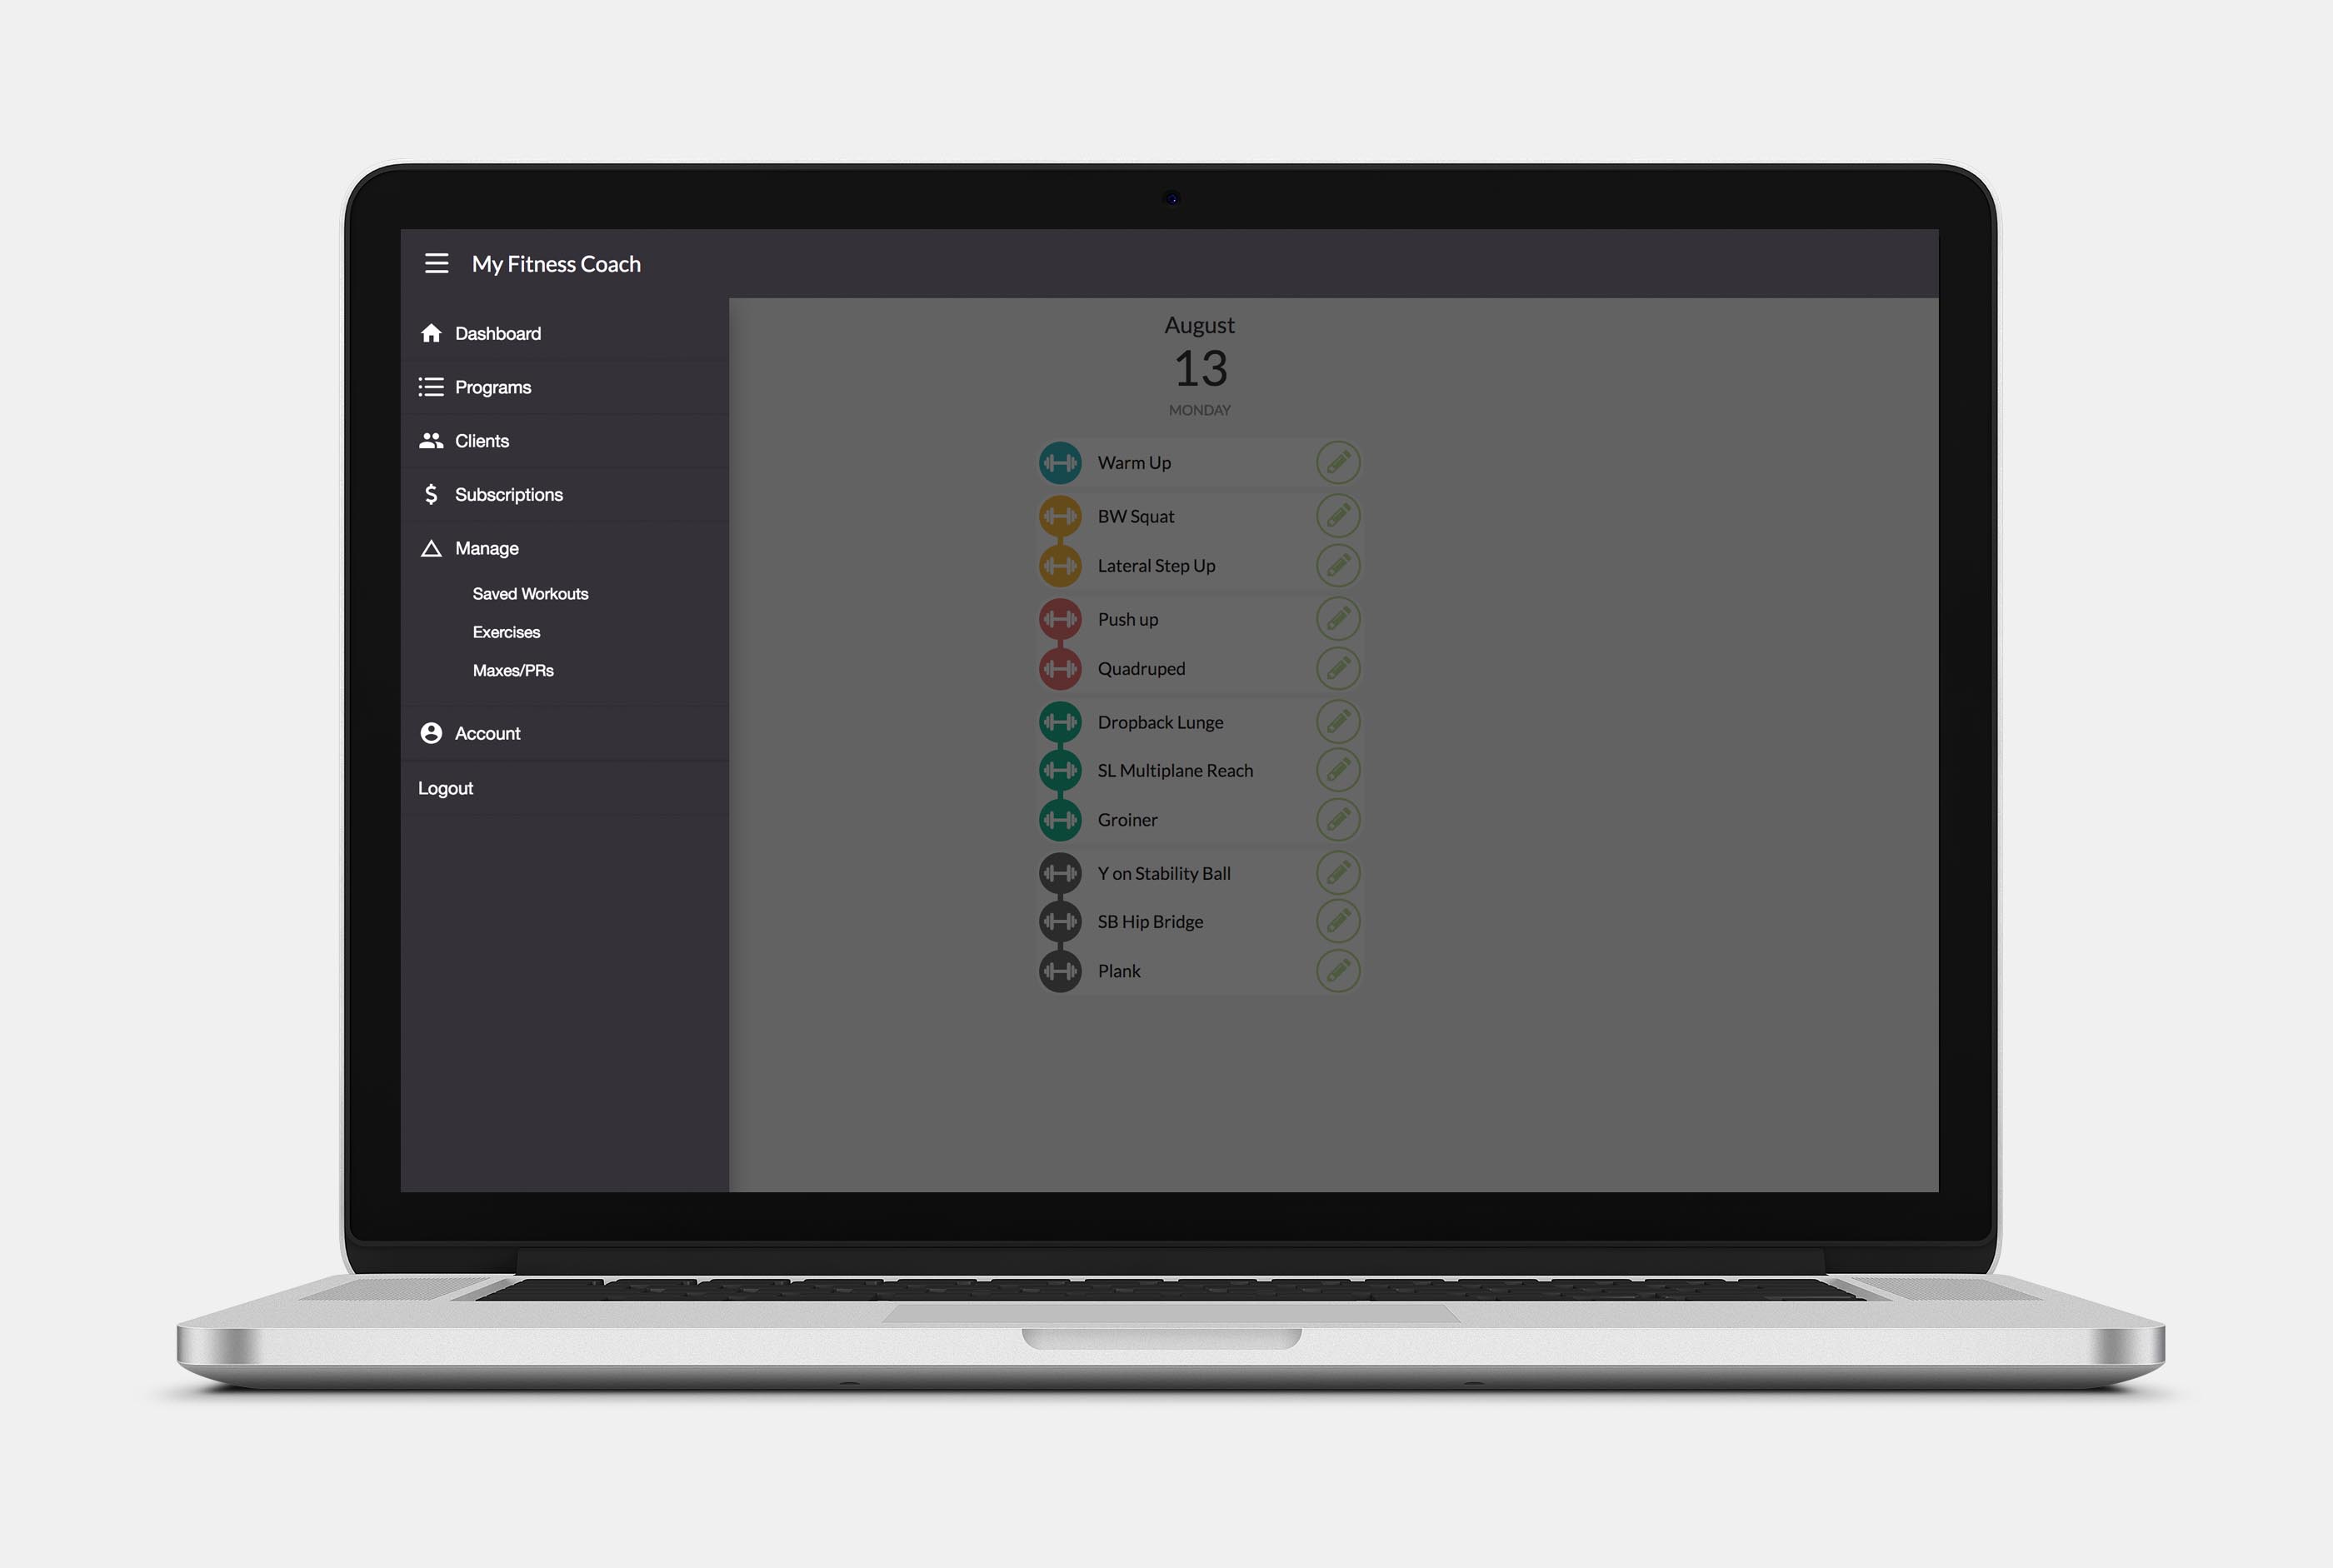 My Fitness Coach
Dashboard
Programs
Clients
Subscriptions
Manage
Saved Workouts
Exercises
Maxes/PRs
Account
Logout
August
13
MONDAY
Warm Up
BW Squat
Lateral Step Up
Push up
Quadruped
Dropback Lunge
SL Multiplane Reach
Groiner
Y on Stability Ball
SB Hip Bridge
Plank